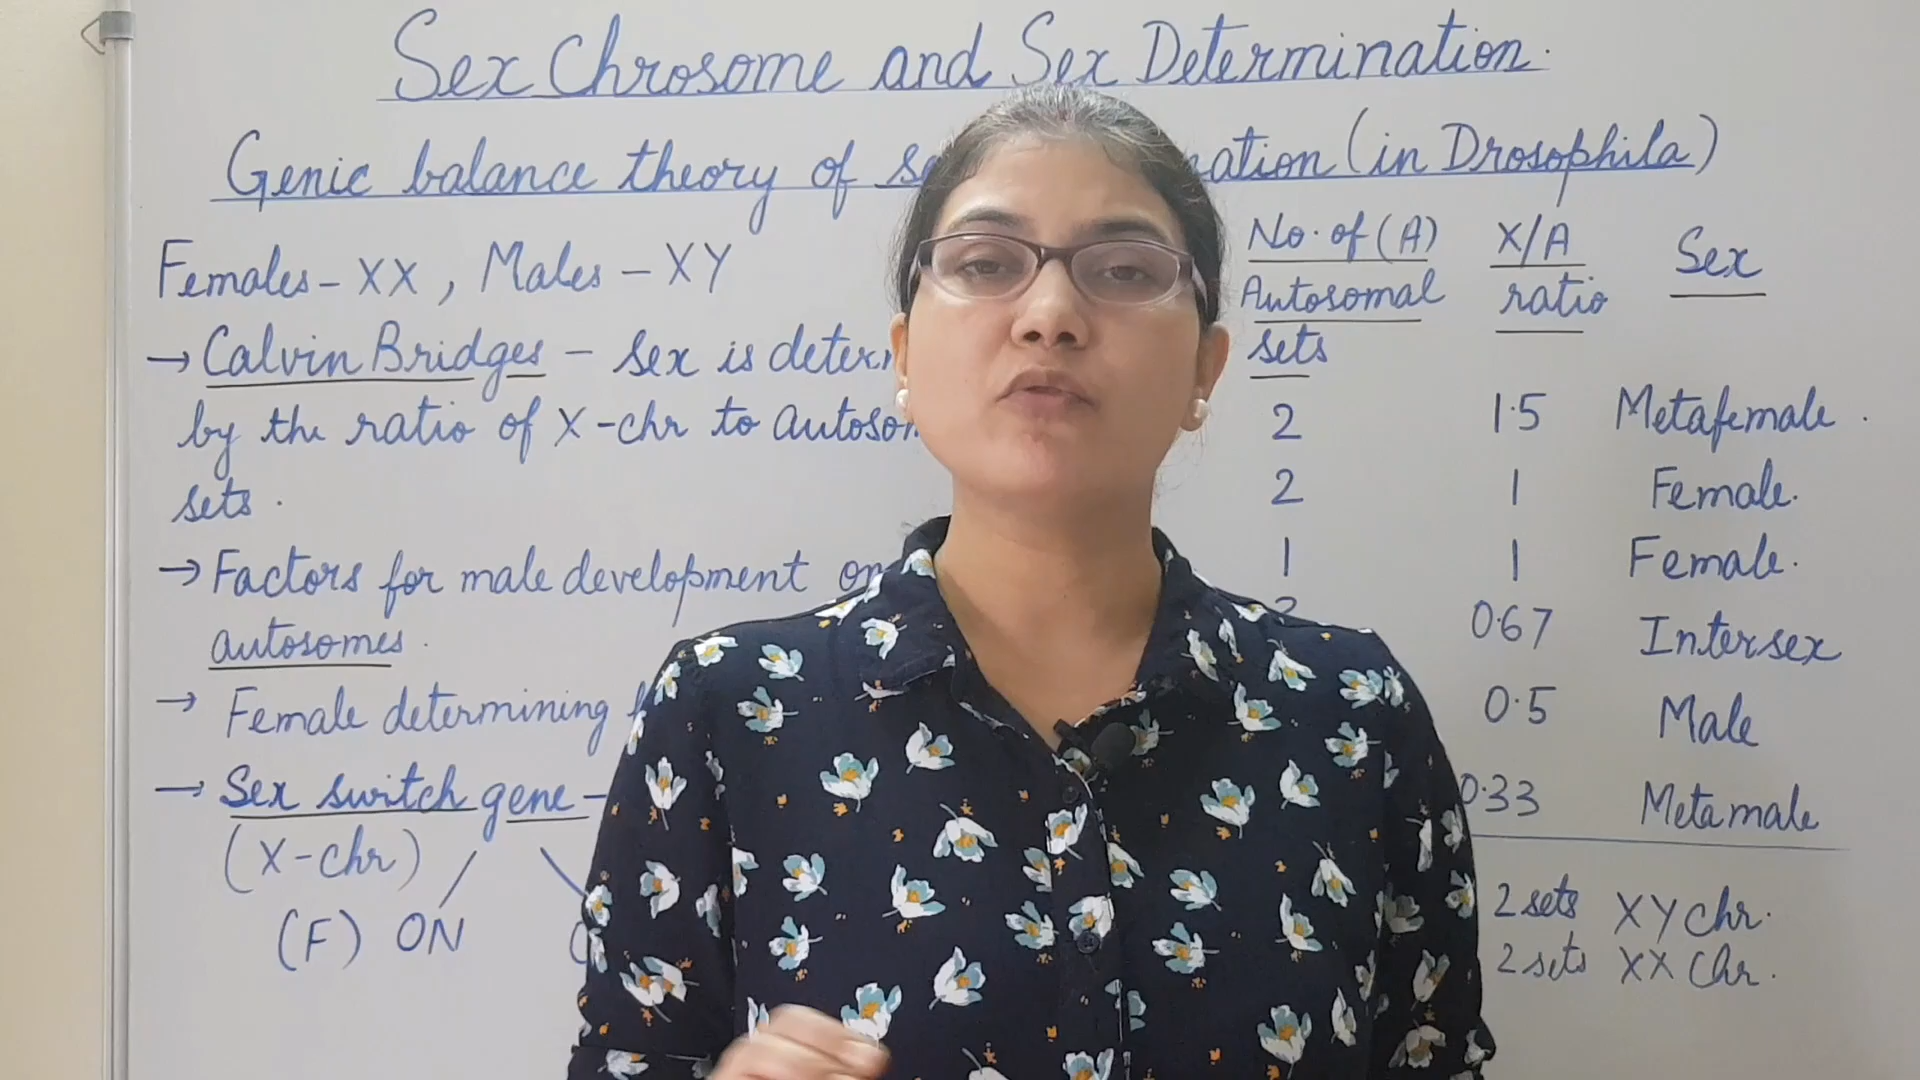 Sex Chrosome and Sex Determination.
Genic balance theory of ation (in Drosophila)
Females - XX, Males - XY
→ Calvin Bridges - sex is
by the ratio of X-chr to
sets.
→ Factors for male development
autosomes.
→ Female determining
→ Sex switch gene -
(X-chr)
(F) ON
No. of (A) X/A Sex
Autosomal ratio
sets
2 1.5 Metafemale.
2 1 Female.
1 1 Female.
0.67 Intersex
0.5 Male
0.33 Metamale
2 sets XY chr.
2 sets XX Chr.